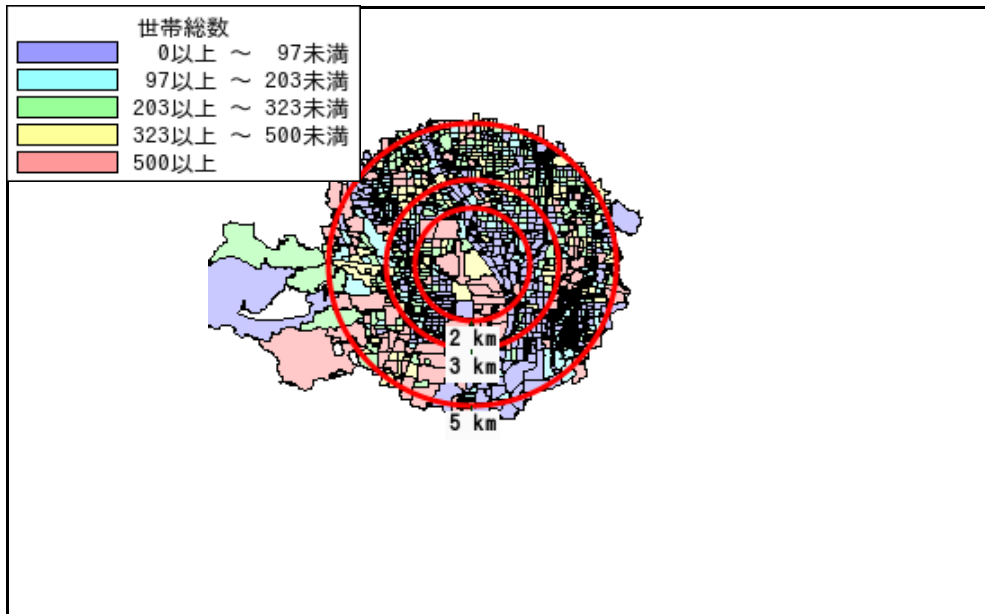 世帯総数
0以上 ～ 97未満
97以上 ～ 203未満
203以上 ～ 323未満
323以上 ～ 500未満
500以上
2 km
3 km
5 km